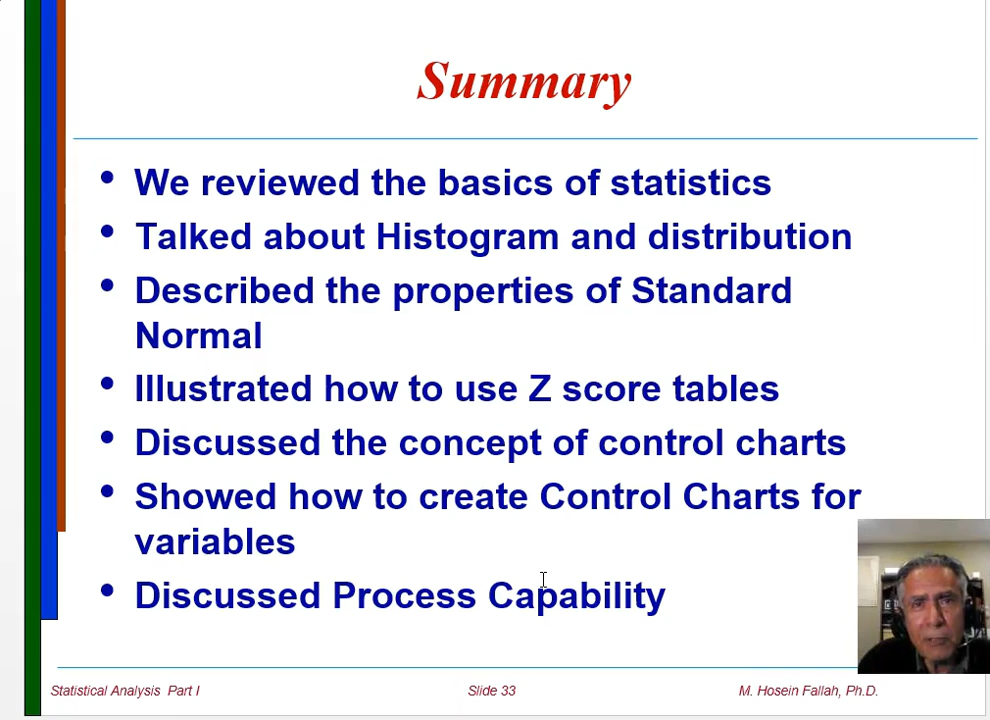 Summary
• We reviewed the basics of statistics
• Talked about Histogram and distribution
• Described the properties of Standard
Normal
• Illustrated how to use Z score tables
• Discussed the concept of control charts
• Showed how to create Control Charts for
variables
• Discussed Process Capability
Statistical Analysis Part I
Slide 33
M. Hosein Fallah, Ph.D.